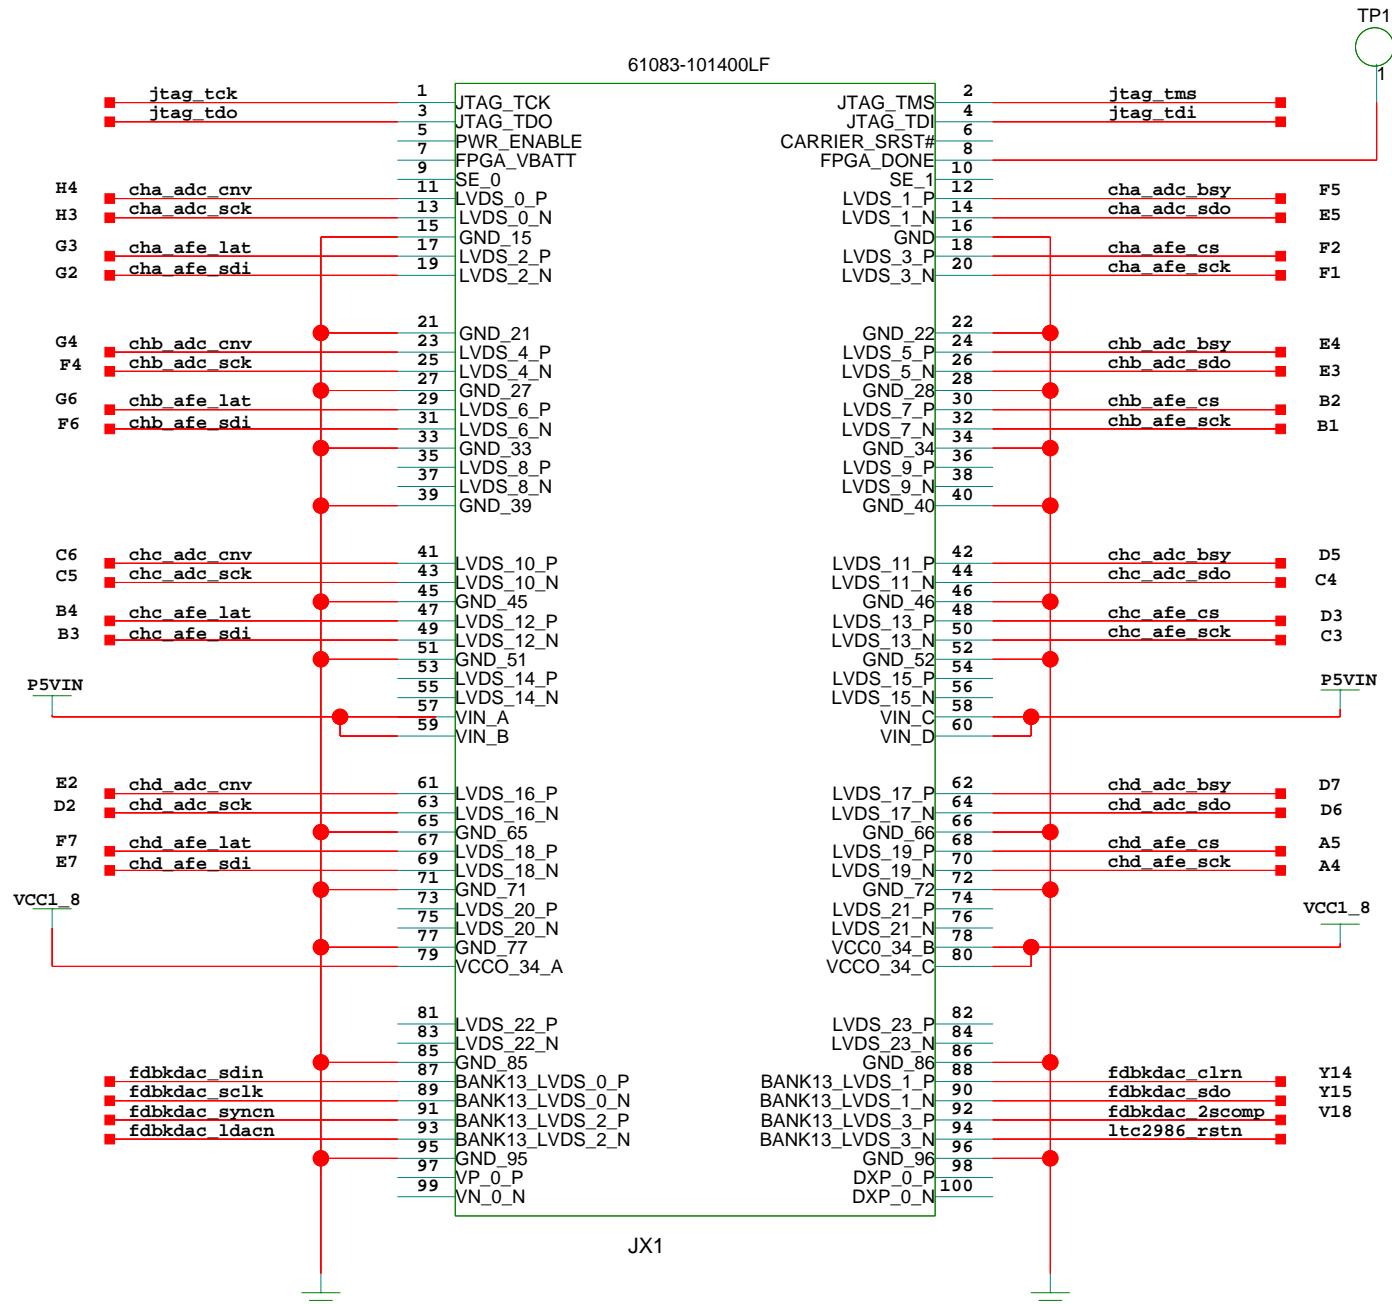 TP1
1
61083-101400LF
jtag_tck 1 JTAG_TCK JTAG_TMS 2 jtag_tms
jtag_tdo 3 JTAG_TDO JTAG_TDI 4 jtag_tdi
5 PWR_ENABLE CARRIER_SRST# 6
7 FPGA_VBATT FPGA_DONE 8
9 SE_0 SE_1 10
H4 cha_adc_cnv 11 LVDS_0_P LVDS_1_P 12 cha_adc_bsy F5
H3 cha_adc_sck 13 LVDS_0_N LVDS_1_N 14 cha_adc_sdo E5
15 GND_15 GND 16
G3 cha_afe_lat 17 LVDS_2_P LVDS_3_P 18 cha_afe_cs F2
G2 cha_afe_sdi 19 LVDS_2_N LVDS_3_N 20 cha_afe_sck F1
21 GND_21 GND_22 22
G4 chb_adc_cnv 23 LVDS_4_P LVDS_5_P 24 chb_adc_bsy E4
F4 chb_adc_sck 25 LVDS_4_N LVDS_5_N 26 chb_adc_sdo E3
27 GND_27 GND_28 28
G6 chb_afe_lat 29 LVDS_6_P LVDS_7_P 30 chb_afe_cs B2
F6 chb_afe_sdi 31 LVDS_6_N LVDS_7_N 32 chb_afe_sck B1
33 GND_33 GND_34 34
35 LVDS_8_P LVDS_9_P 36
37 LVDS_8_N LVDS_9_N 38
39 GND_39 GND_40 40
C6 chc_adc_cnv 41 LVDS_10_P LVDS_11_P 42 chc_adc_bsy D5
C5 chc_adc_sck 43 LVDS_10_N LVDS_11_N 44 chc_adc_sdo C4
45 GND_45 GND_46 46
B4 chc_afe_lat 47 LVDS_12_P LVDS_13_P 48 chc_afe_cs D3
B3 chc_afe_sdi 49 LVDS_12_N LVDS_13_N 50 chc_afe_sck C3
51 GND_51 GND_52 52
53 LVDS_14_P LVDS_15_P 54
55 LVDS_14_N LVDS_15_N 56
P5VIN 57 VIN_A VIN_C 58 P5VIN
59 VIN_B VIN_D 60
E2 chd_adc_cnv 61 LVDS_16_P LVDS_17_P 62 chd_adc_bsy D7
D2 chd_adc_sck 63 LVDS_16_N LVDS_17_N 64 chd_adc_sdo D6
65 GND_65 GND_66 66
F7 chd_afe_lat 67 LVDS_18_P LVDS_19_P 68 chd_afe_cs A5
E7 chd_afe_sdi 69 LVDS_18_N LVDS_19_N 70 chd_afe_sck A4
71 GND_71 GND_72 72
73 LVDS_20_P LVDS_21_P 74
75 LVDS_20_N LVDS_21_N 76
77 GND_77 VCC0_34_B 78 VCC1_8
VCC1_8 79 VCCO_34_A VCCO_34_C 80
81 LVDS_22_P LVDS_23_P 82
83 LVDS_22_N LVDS_23_N 84
85 GND_85 GND_86 86
fdbkdac_sdin 87 BANK13_LVDS_0_P BANK13_LVDS_1_P 88 fdbkdac_clrn Y14
fdbkdac_sclk 89 BANK13_LVDS_0_N BANK13_LVDS_1_N 90 fdbkdac_sdo Y15
fdbkdac_syncn 91 BANK13_LVDS_2_P BANK13_LVDS_3_P 92 fdbkdac_2scomp V18
fdbkdac_ldacn 93 BANK13_LVDS_2_N BANK13_LVDS_3_N 94 ltc2986_rstn
95 GND_95 GND_96 96
97 VP_0_P DXP_0_P 98
99 VN_0_N DXP_0_N 100
JX1